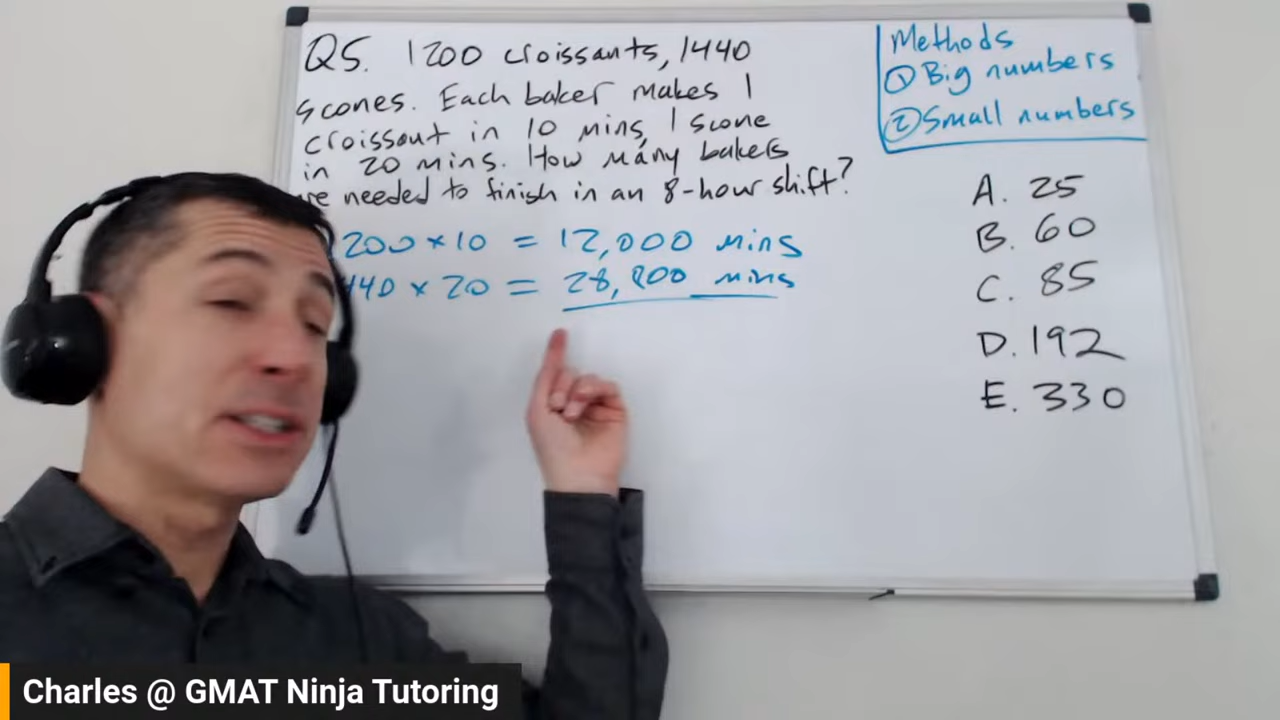 Q5. 1200 croissants, 1440
scones. Each baker makes 1
croissant in 10 mins, 1 scone
in 20 mins. How many bakers
re needed to finish in an 8-hour shift?
200 × 10 = 12,000 mins
440 × 20 = 28,800 mins
Methods
① Big numbers
② Small numbers
A. 25
B. 60
C. 85
D. 192
E. 330
Charles @ GMAT Ninja Tutoring